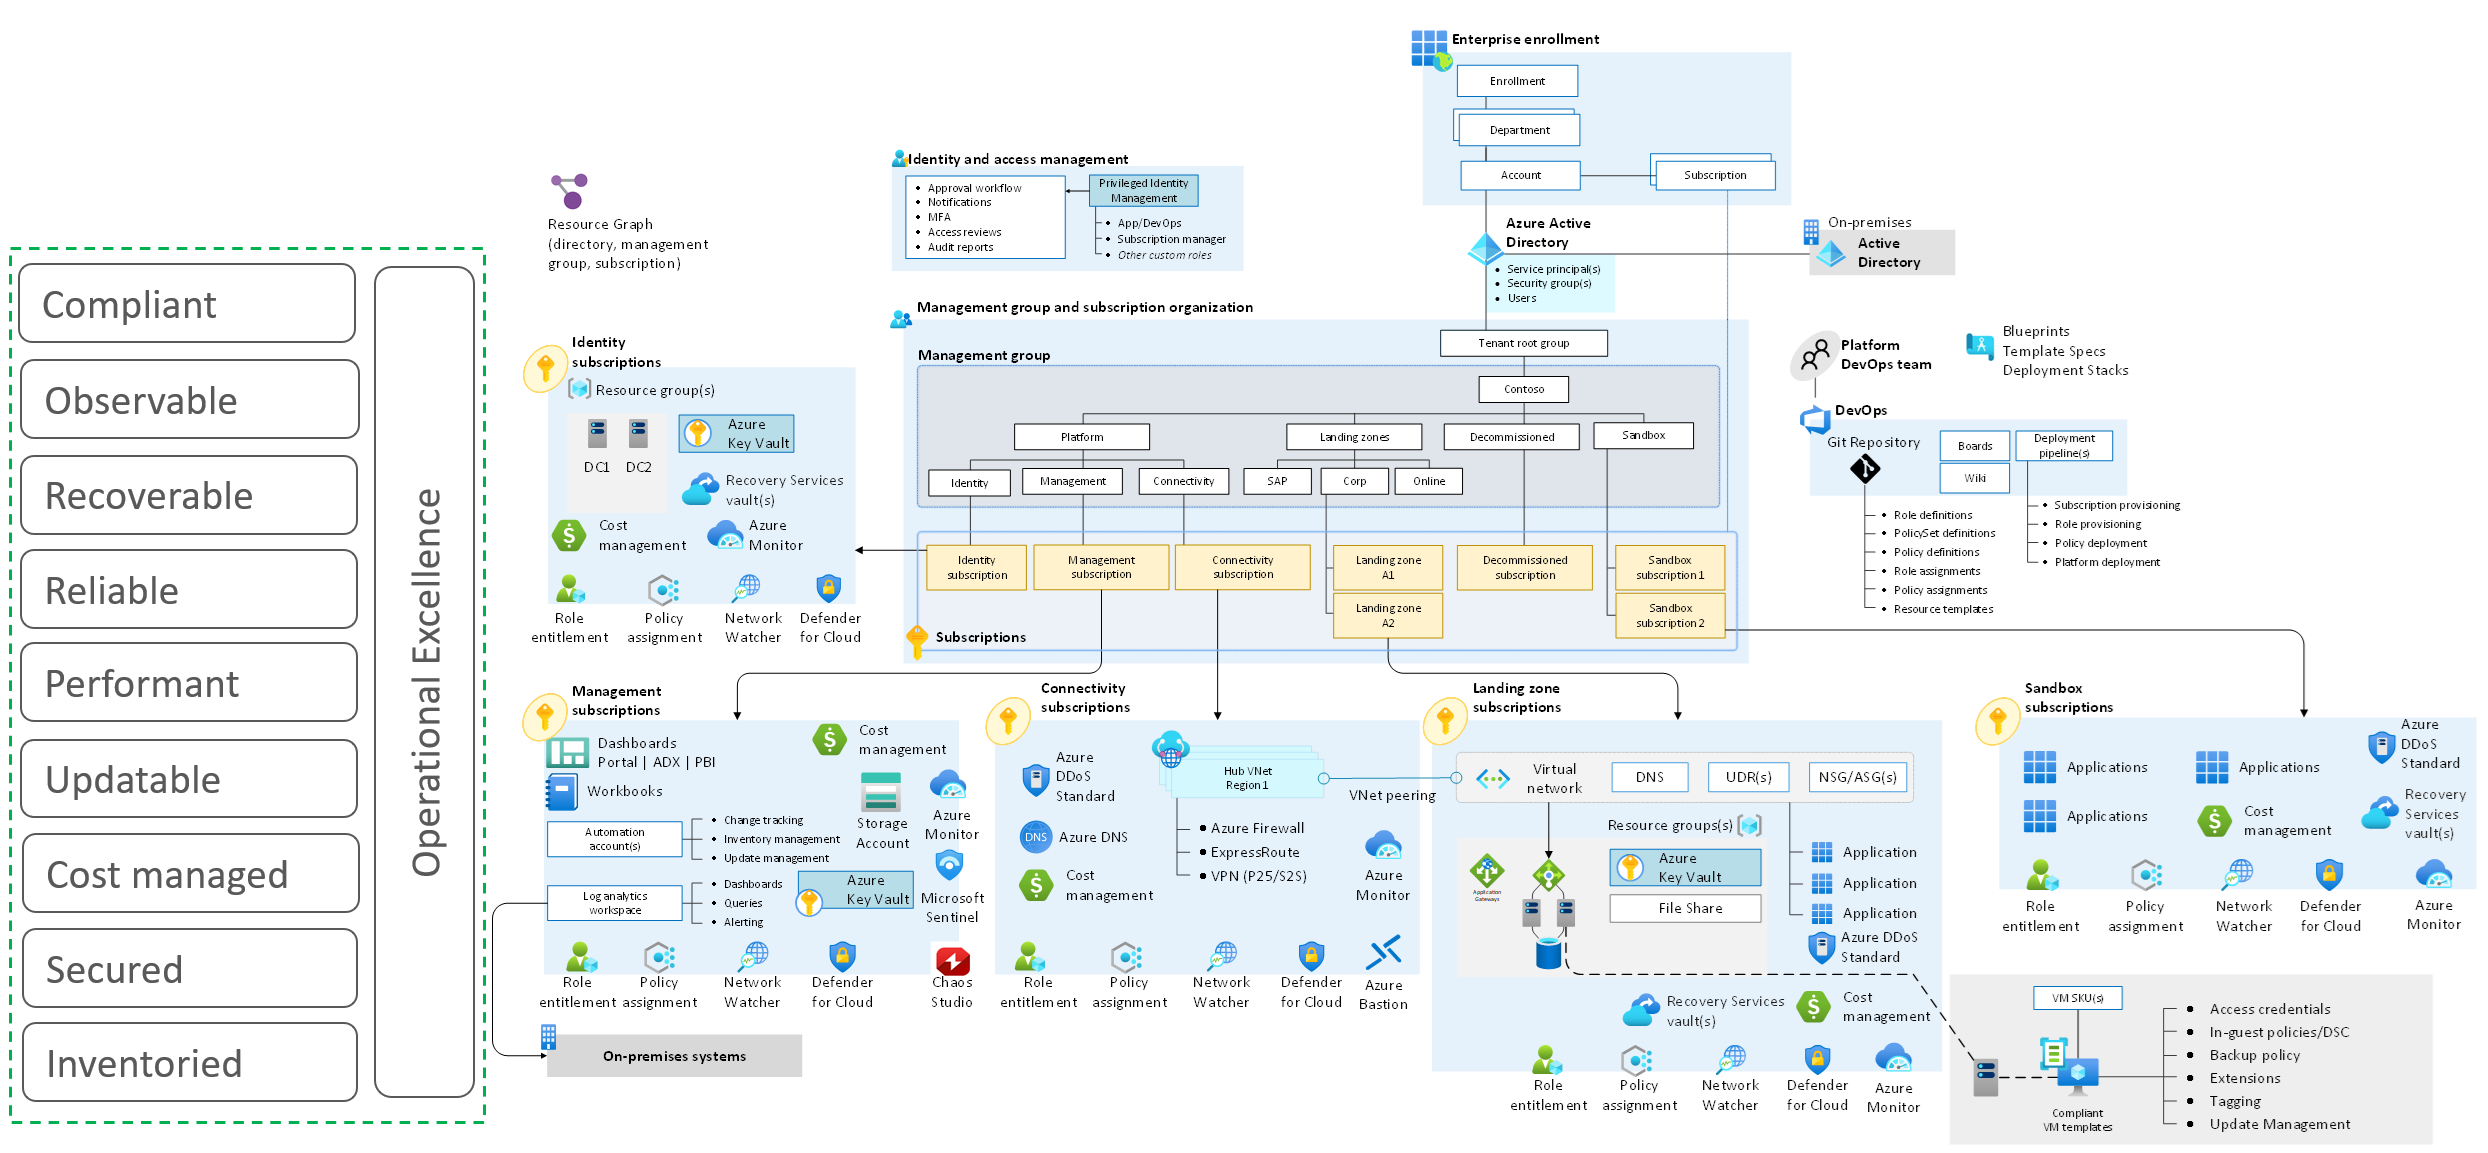 Compliant
Observable
Recoverable
Reliable
Performant
Updatable
Cost managed
Secured
Inventoried
Operational Excellence
Resource Graph
(directory, management
group, subscription)
Identity and access management
Approval workflow
Notifications
MFA
Access reviews
Audit reports
Privileged Identity
Management
App/DevOps
Subscription manager
Other custom roles
Enterprise enrollment
Enrollment
Department
Account
Subscription
Azure Active
Directory
Service principal(s)
Security group(s)
Users
On-premises
Active
Directory
Management group and subscription organization
Management group
Tenant root group
Contoso
Platform
Landing zones
Decommissioned
Sandbox
Identity
Management
Connectivity
SAP
Corp
Online
Identity
subscription
Management
subscription
Connectivity
subscription
Landing zone
A1
Landing zone
A2
Decommissioned
subscription
Sandbox
subscription 1
Sandbox
subscription 2
Subscriptions
Identity
subscriptions
Resource group(s)
DC1
DC2
Azure
Key Vault
Recovery Services
vault(s)
Cost
management
Azure
Monitor
Role
entitlement
Policy
assignment
Network
Watcher
Defender
for Cloud
Platform
DevOps team
Blueprints
Template Specs
Deployment Stacks
DevOps
Git Repository
Boards
Wiki
Deployment
pipeline(s)
Role definitions
PolicySet definitions
Policy definitions
Role assignments
Policy assignments
Resource templates
Subscription provisioning
Role provisioning
Policy deployment
Platform deployment
Management
subscriptions
Dashboards
Portal | ADX | PBI
Workbooks
Automation
account(s)
Change tracking
Inventory management
Update management
Log analytics
workspace
Dashboards
Queries
Alerting
Cost
management
Storage
Account
Azure
Monitor
Azure
Key Vault
Microsoft
Sentinel
Role
entitlement
Policy
assignment
Network
Watcher
Defender
for Cloud
Chaos
Studio
On-premises systems
Connectivity
subscriptions
Azure
DDoS
Standard
DNS
Azure DNS
Cost
management
Hub VNet
Region 1
Azure Firewall
ExpressRoute
VPN (P25/S2S)
VNet peering
Azure
Monitor
Role
entitlement
Policy
assignment
Network
Watcher
Defender
for Cloud
Azure
Bastion
Landing zone
subscriptions
Virtual
network
DNS
UDR(s)
NSG/ASG(s)
Resource groups(s)
Application
Gateways
Azure
Key Vault
File Share
Application
Application
Application
Azure DDoS
Standard
Recovery Services
vault(s)
Cost
management
Role
entitlement
Policy
assignment
Network
Watcher
Defender
for Cloud
Azure
Monitor
Sandbox
subscriptions
Applications
Applications
Applications
Cost
management
Azure
DDoS
Standard
Recovery
Services
vault(s)
Role
entitlement
Policy
assignment
Network
Watcher
Defender
for Cloud
Azure
Monitor
VM SKU(s)
Compliant
VM templates
Access credentials
In-guest policies/DSC
Backup policy
Extensions
Tagging
Update Management